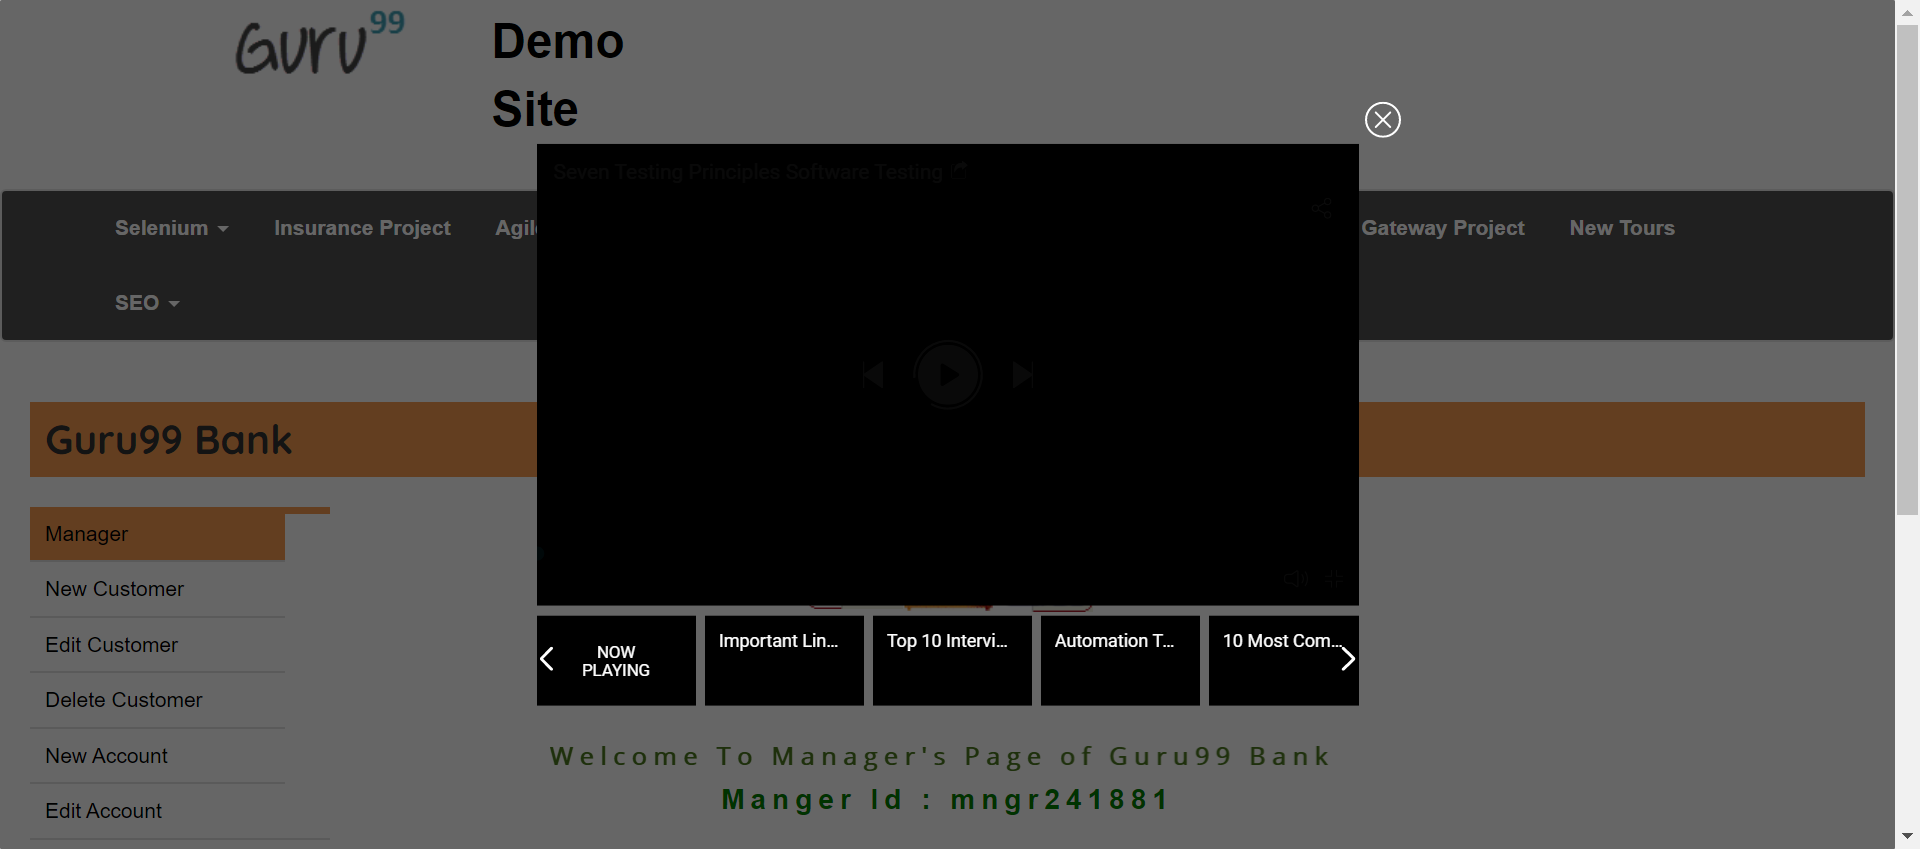 Guru99
Demo
Site
Seven Testing Principles Software Testing
Selenium
Insurance Project
Agil
Gateway Project
New Tours
SEO
Guru99 Bank
Manager
New Customer
Edit Customer
Delete Customer
New Account
Edit Account
NOW
PLAYING
Important Lin...
Top 10 Intervi...
Automation T...
10 Most Com...
Welcome To Manager's Page of Guru99 Bank
Manger Id : mngr241881